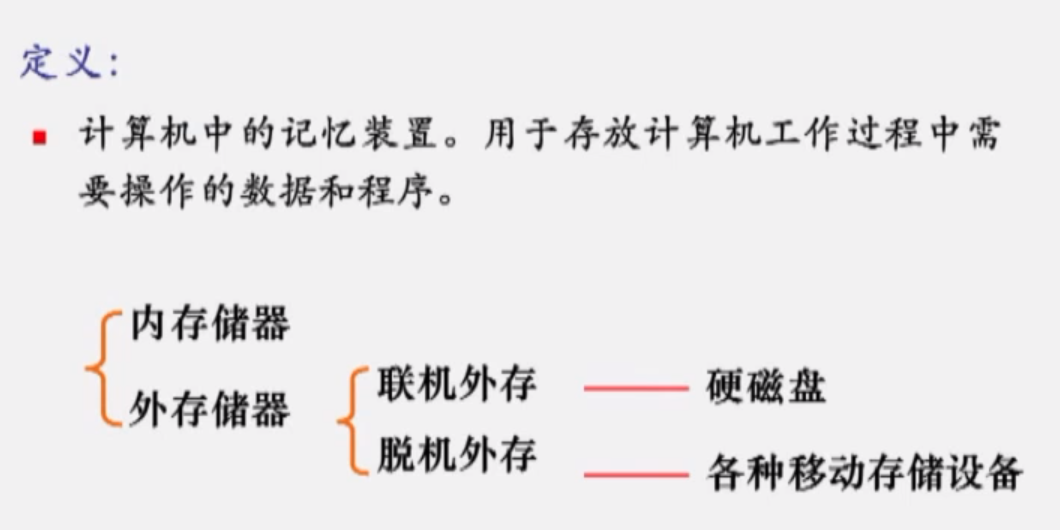 定义：
计算机中的记忆装置。用于存放计算机工作过程中需
要操作的数据和程序。
内存储器
外存储器
联机外存 硬磁盘
脱机外存 各种移动存储设备